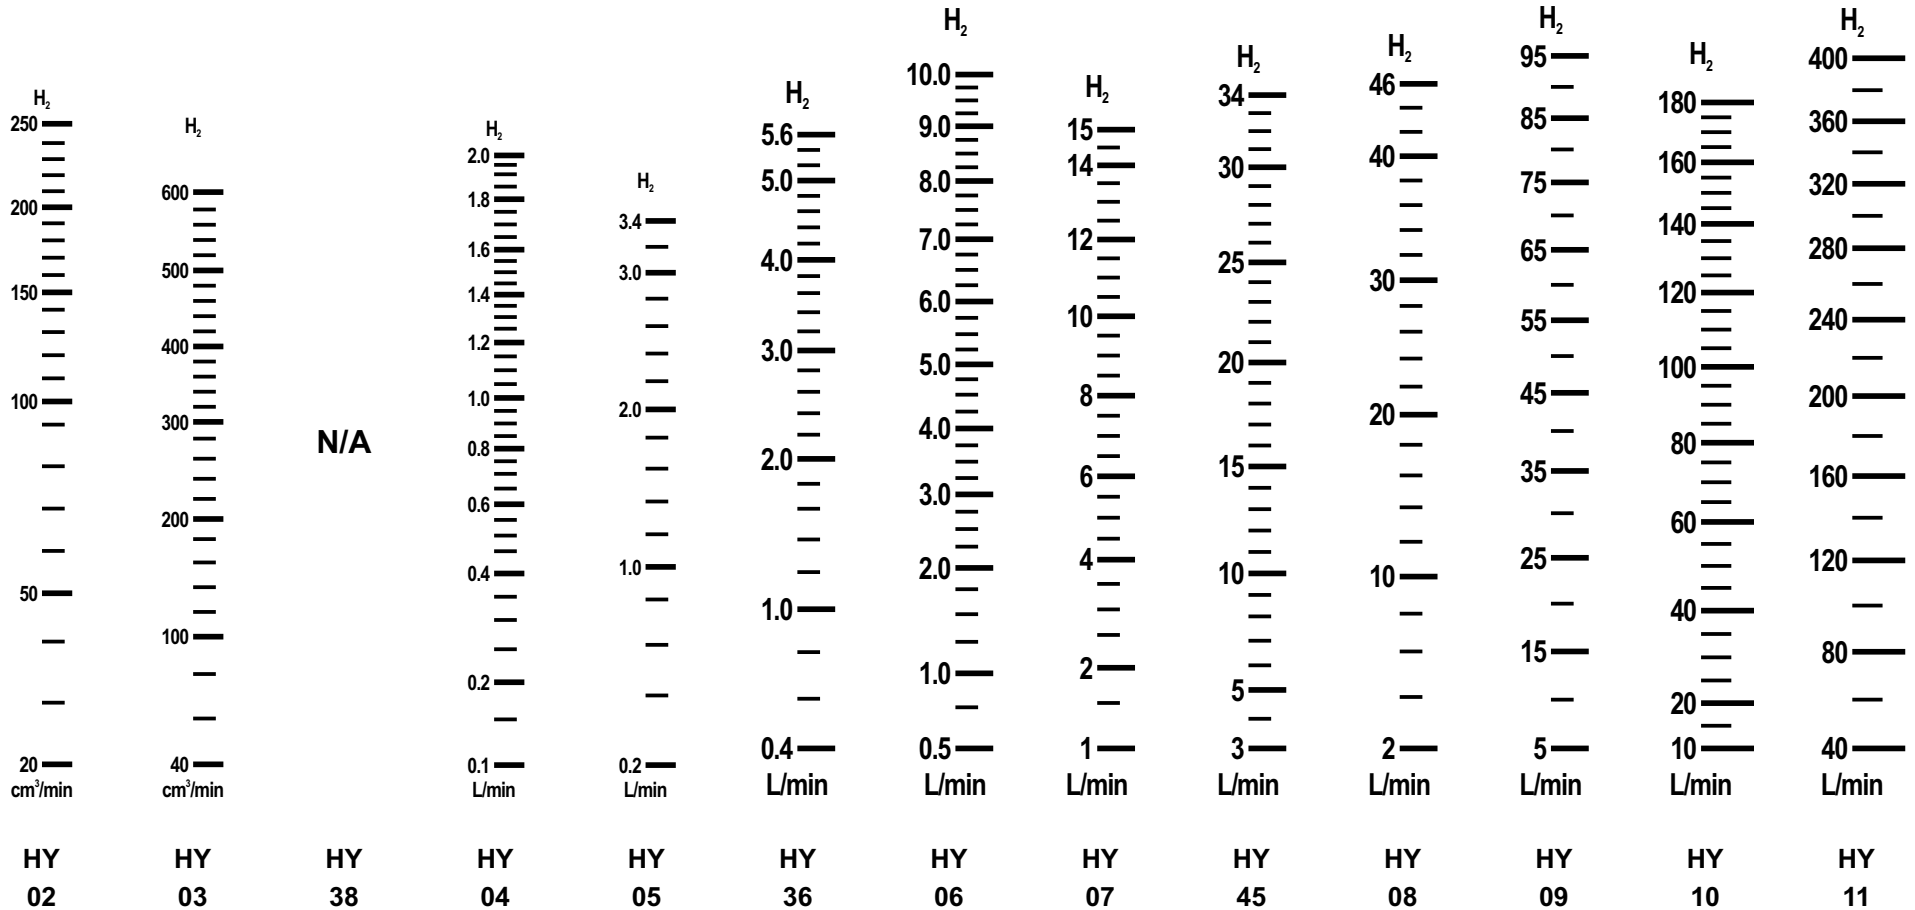 H₂
250
200
150
100
50
20
cm³/min
HY
02
H₂
600
500
400
300
200
100
40
cm³/min
HY
03
N/A
HY
38
H₂
2.0
1.8
1.6
1.4
1.2
1.0
0.8
0.6
0.4
0.2
0.1
L/min
HY
04
H₂
3.4
3.0
2.0
1.0
0.2
L/min
HY
05
H₂
5.6
5.0
4.0
3.0
2.0
1.0
0.4
L/min
HY
36
H₂
10.0
9.0
8.0
7.0
6.0
5.0
4.0
3.0
2.0
1.0
0.5
L/min
HY
06
H₂
15
14
12
10
8
6
4
2
1
L/min
HY
07
H₂
34
30
25
20
15
10
5
3
L/min
HY
45
H₂
46
40
30
20
10
2
L/min
HY
08
H₂
95
85
75
65
55
45
35
25
15
5
L/min
HY
09
H₂
180
160
140
120
100
80
60
40
20
10
L/min
HY
10
H₂
400
360
320
280
240
200
160
120
80
40
L/min
HY
11